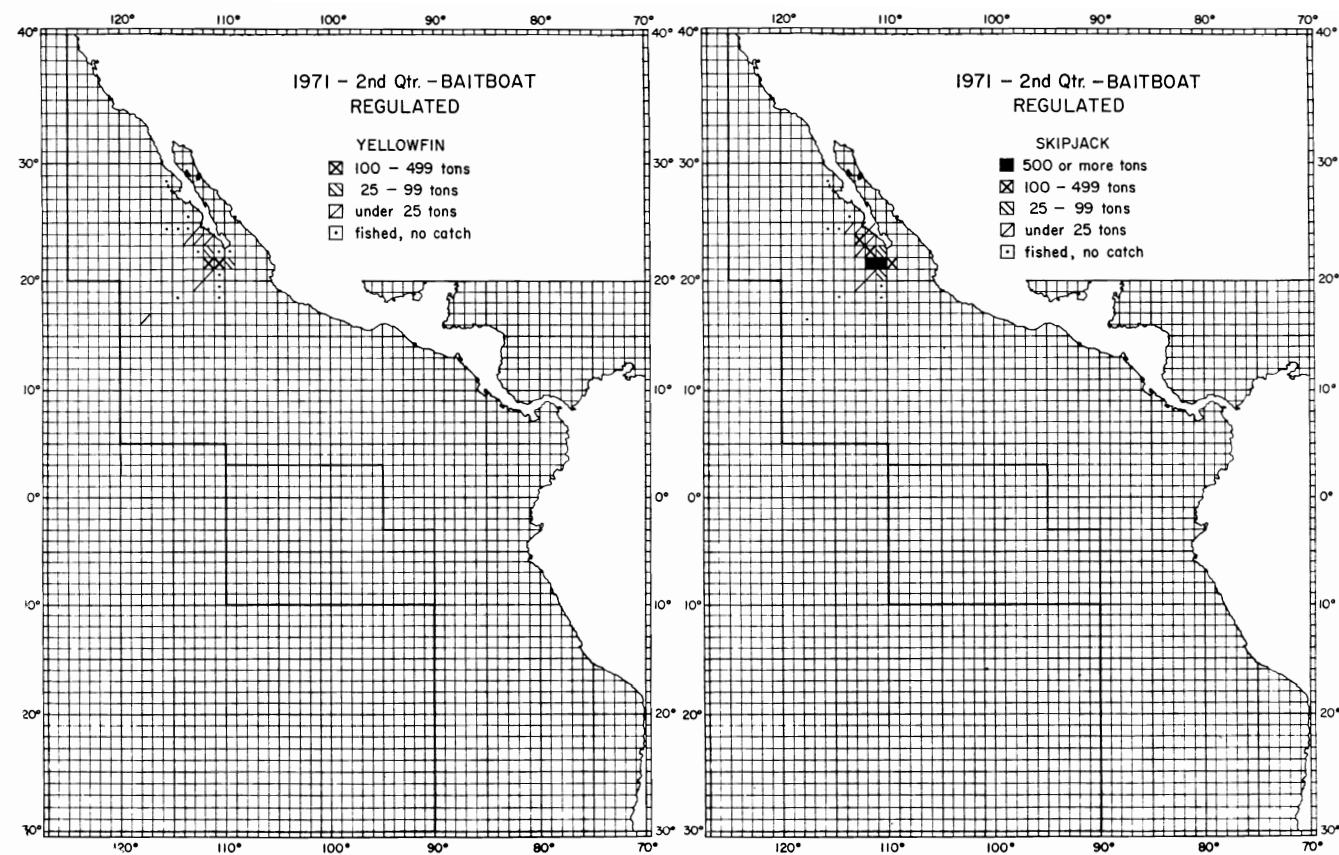 120° 110° 100° 90° 80° 70°
40° 40°
1971 – 2nd Qtr. – BAITBOAT
REGULATED
YELLOWFIN
100 – 499 tons
25 – 99 tons
under 25 tons
fished, no catch
30° 30°
20° 20°
10° 10°
0° 0°
10° 10°
20° 20°
30°
110° 100° 90° 80° 70°
120° 110° 100° 90° 80° 70°
40° 40°
1971 – 2nd Qtr. – BAITBOAT
REGULATED
SKIPJACK
500 or more tons
100 – 499 tons
25 – 99 tons
under 25 tons
fished, no catch
30° 30°
20° 20°
10° 10°
0° 0°
10° 10°
20° 20°
30° 30°
120° 110° 100° 90° 80° 70°